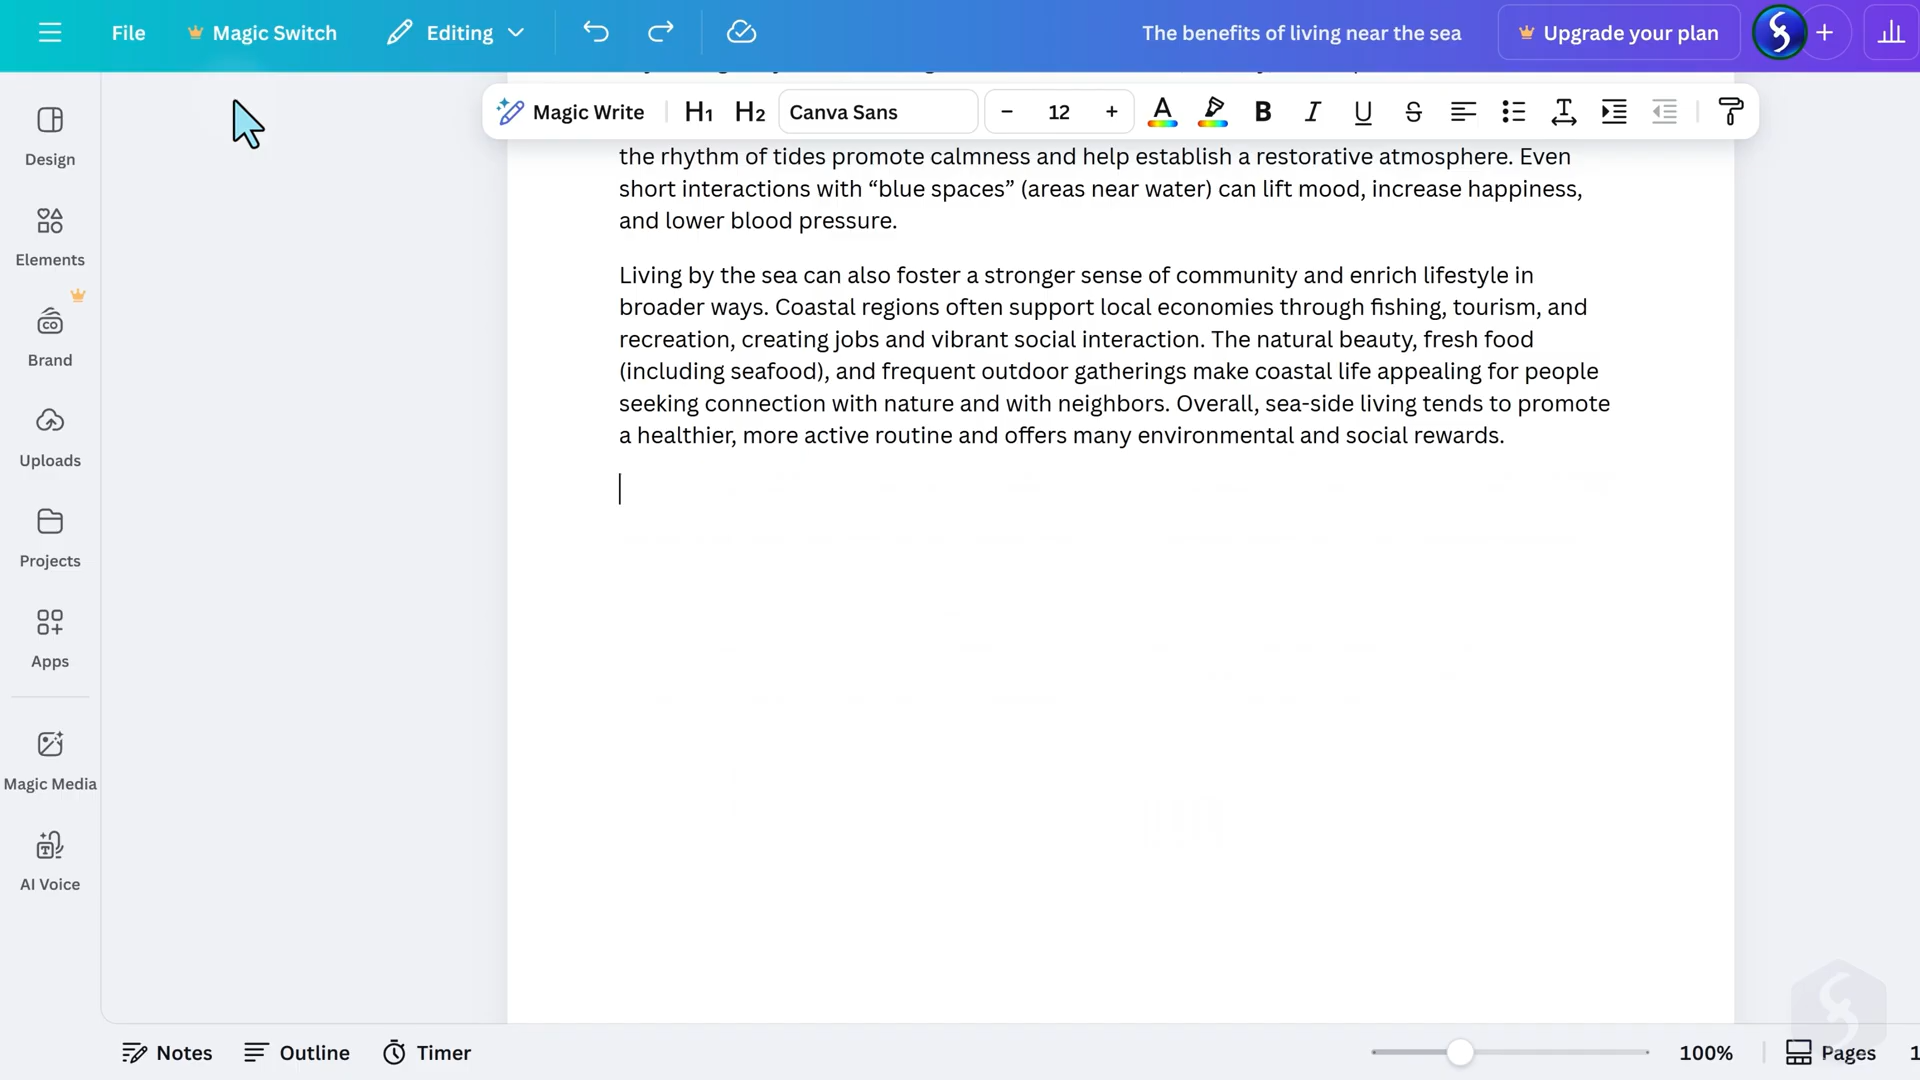 File
Magic Switch
Editing
The benefits of living near the sea
Upgrade your plan
Magic Write
H1
H2
Canva Sans
12
A
B
I
U
S
the rhythm of tides promote calmness and help establish a restorative atmosphere. Even
short interactions with “blue spaces” (areas near water) can lift mood, increase happiness,
and lower blood pressure.
Living by the sea can also foster a stronger sense of community and enrich lifestyle in
broader ways. Coastal regions often support local economies through fishing, tourism, and
recreation, creating jobs and vibrant social interaction. The natural beauty, fresh food
(including seafood), and frequent outdoor gatherings make coastal life appealing for people
seeking connection with nature and with neighbors. Overall, sea-side living tends to promote
a healthier, more active routine and offers many environmental and social rewards.
Design
Elements
Brand
Uploads
Projects
Apps
Magic Media
AI Voice
Notes
Outline
Timer
100%
Pages
1